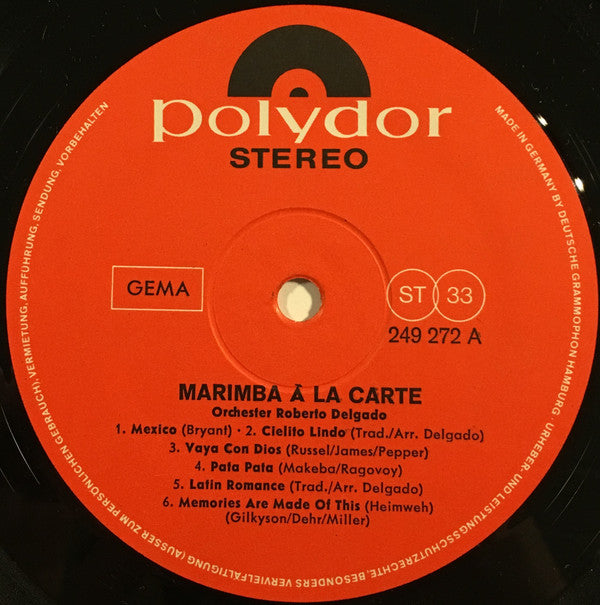 polydor
STEREO
GEMA
ST 33
249 272 A
MARIMBA À LA CARTE
Orchester Roberto Delgado
1. Mexico (Bryant) · 2. Cielito Lindo (Trad./Arr. Delgado)
3. Vaya Con Dios (Russel/James/Pepper)
4. Pata Pata (Makeba/Ragovoy)
5. Latin Romance (Trad./Arr. Delgado)
6. Memories Are Made Of This (Heimweh)
(Gilkyson/Dehr/Miller)
MADE IN GERMANY BY DEUTSCHE GRAMMOPHON HAMBURG · URHEBER- UND LEISTUNGSSCHUTZRECHTE, BESONDERS VERVIELFÄLTIGUNG (AUSSER ZUM PERSÖNLICHEN GEBRAUCH), VERMIETUNG, AUFFÜHRUNG, SENDUNG, VORBEHALTEN